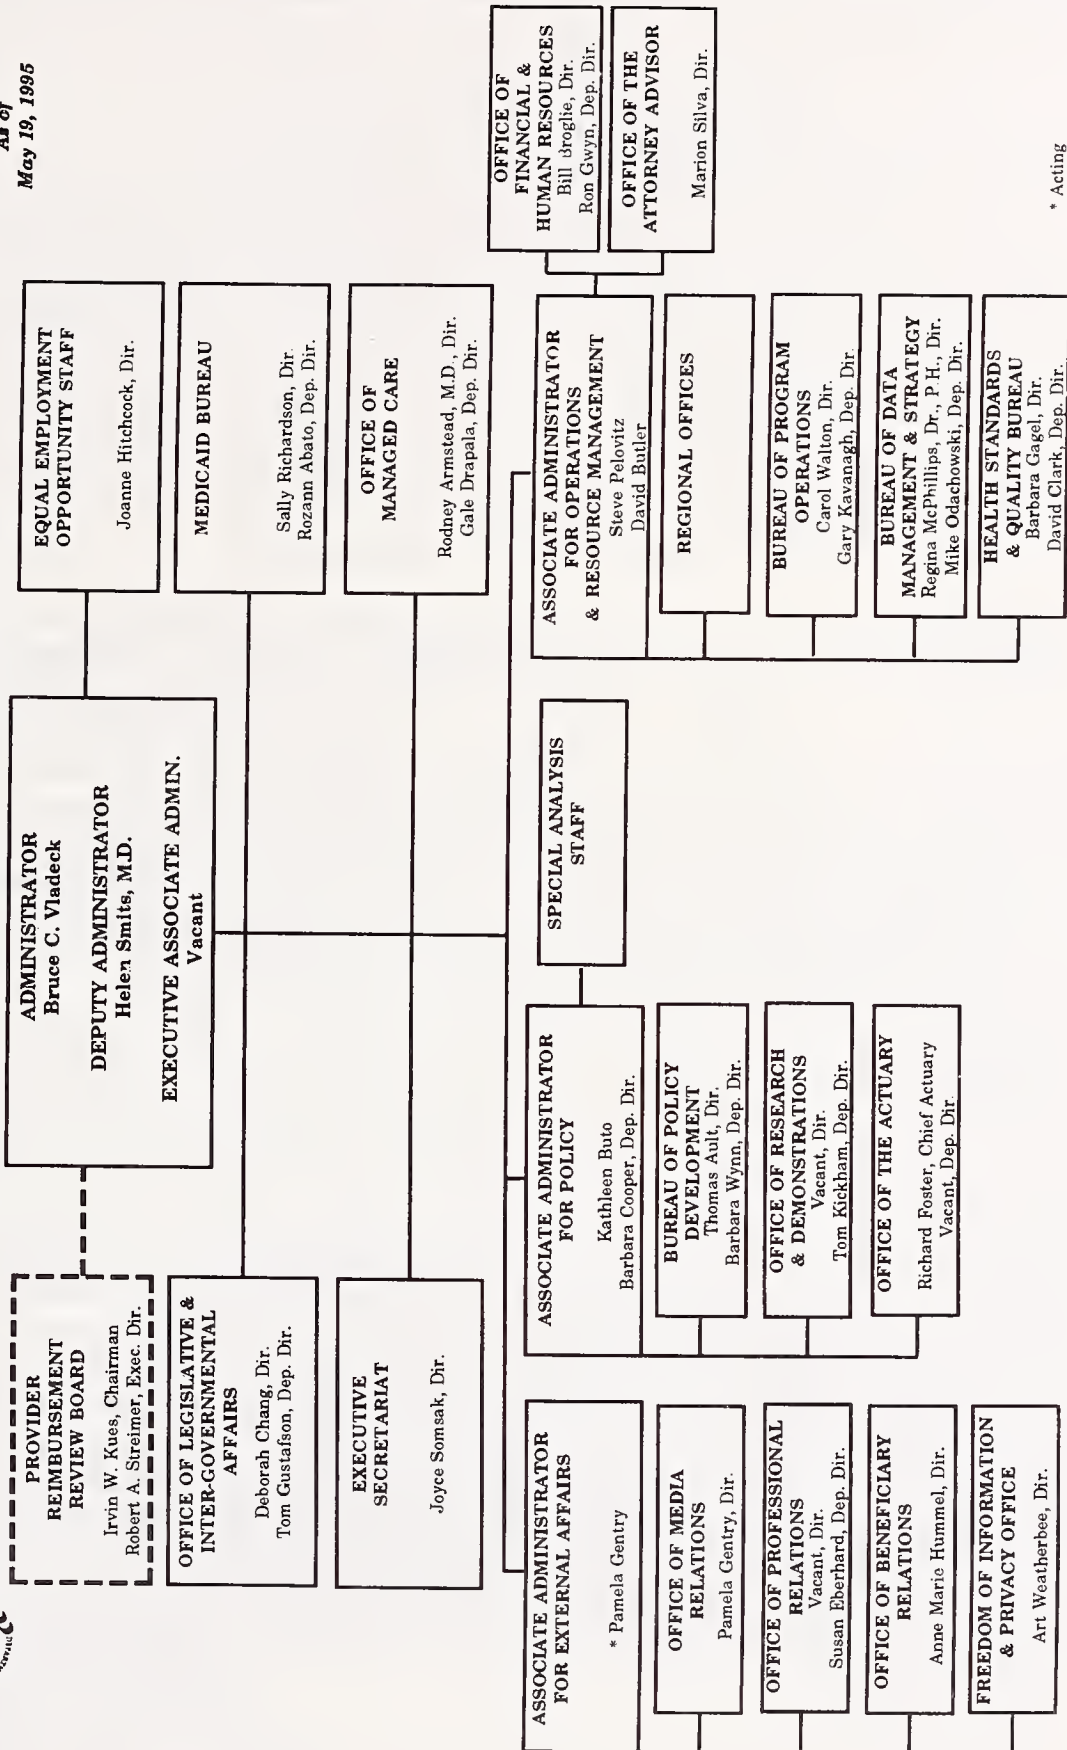 As of
May 19, 1995
ADMINISTRATOR
Bruce C. Vladeck
DEPUTY ADMINISTRATOR
Helen Smits, M.D.
EXECUTIVE ASSOCIATE ADMIN.
Vacant
PROVIDER
REIMBURSEMENT
REVIEW BOARD
Irvin W. Kues, Chairman
Robert A. Streimer, Exec. Dir.
EQUAL EMPLOYMENT
OPPORTUNITY STAFF
Joanne Hitchcock, Dir.
OFFICE OF LEGISLATIVE &
INTER-GOVERNMENTAL
AFFAIRS
Deborah Chang, Dir.
Tom Gustafson, Dep. Dir.
MEDICAID BUREAU
Sally Richardson, Dir.
Rozann Abato, Dep. Dir.
EXECUTIVE
SECRETARIAT
Joyce Somsak, Dir.
OFFICE OF
MANAGED CARE
Rodney Armstead, M.D., Dir.
Gale Drapala, Dep. Dir.
ASSOCIATE ADMINISTRATOR
FOR EXTERNAL AFFAIRS
* Pamela Gentry
OFFICE OF MEDIA
RELATIONS
Pamela Gentry, Dir.
OFFICE OF PROFESSIONAL
RELATIONS
Vacant, Dir.
Susan Eberhard, Dep. Dir.
OFFICE OF BENEFICIARY
RELATIONS
Anne Marie Hummel, Dir.
FREEDOM OF INFORMATION
& PRIVACY OFFICE
Art Weatherbee, Dir.
ASSOCIATE ADMINISTRATOR
FOR POLICY
Kathleen Buto
Barbara Cooper, Dep. Dir.
SPECIAL ANALYSIS
STAFF
BUREAU OF POLICY
DEVELOPMENT
Thomas Ault, Dir.
Barbara Wynn, Dep. Dir.
OFFICE OF RESEARCH
& DEMONSTRATIONS
Vacant, Dir.
Tom Kickham, Dep. Dir.
OFFICE OF THE ACTUARY
Richard Foster, Chief Actuary
Vacant, Dep. Dir.
ASSOCIATE ADMINISTRATOR
FOR OPERATIONS
& RESOURCE MANAGEMENT
Steve Pelovitz
David Butler
OFFICE OF
FINANCIAL &
HUMAN RESOURCES
Bill Broglie, Dir.
Ron Gwyn, Dep. Dir.
OFFICE OF THE
ATTORNEY ADVISOR
Marion Silva, Dir.
REGIONAL OFFICES
BUREAU OF PROGRAM
OPERATIONS
Carol Walton, Dir.
Gary Kavanagh, Dep. Dir.
BUREAU OF DATA
MANAGEMENT & STRATEGY
Regina McPhillips, Dr., P.H., Dir.
Mike Odachowski, Dep. Dir.
HEALTH STANDARDS
& QUALITY BUREAU
Barbara Gagel, Dir.
David Clark, Dep. Dir.
* Acting